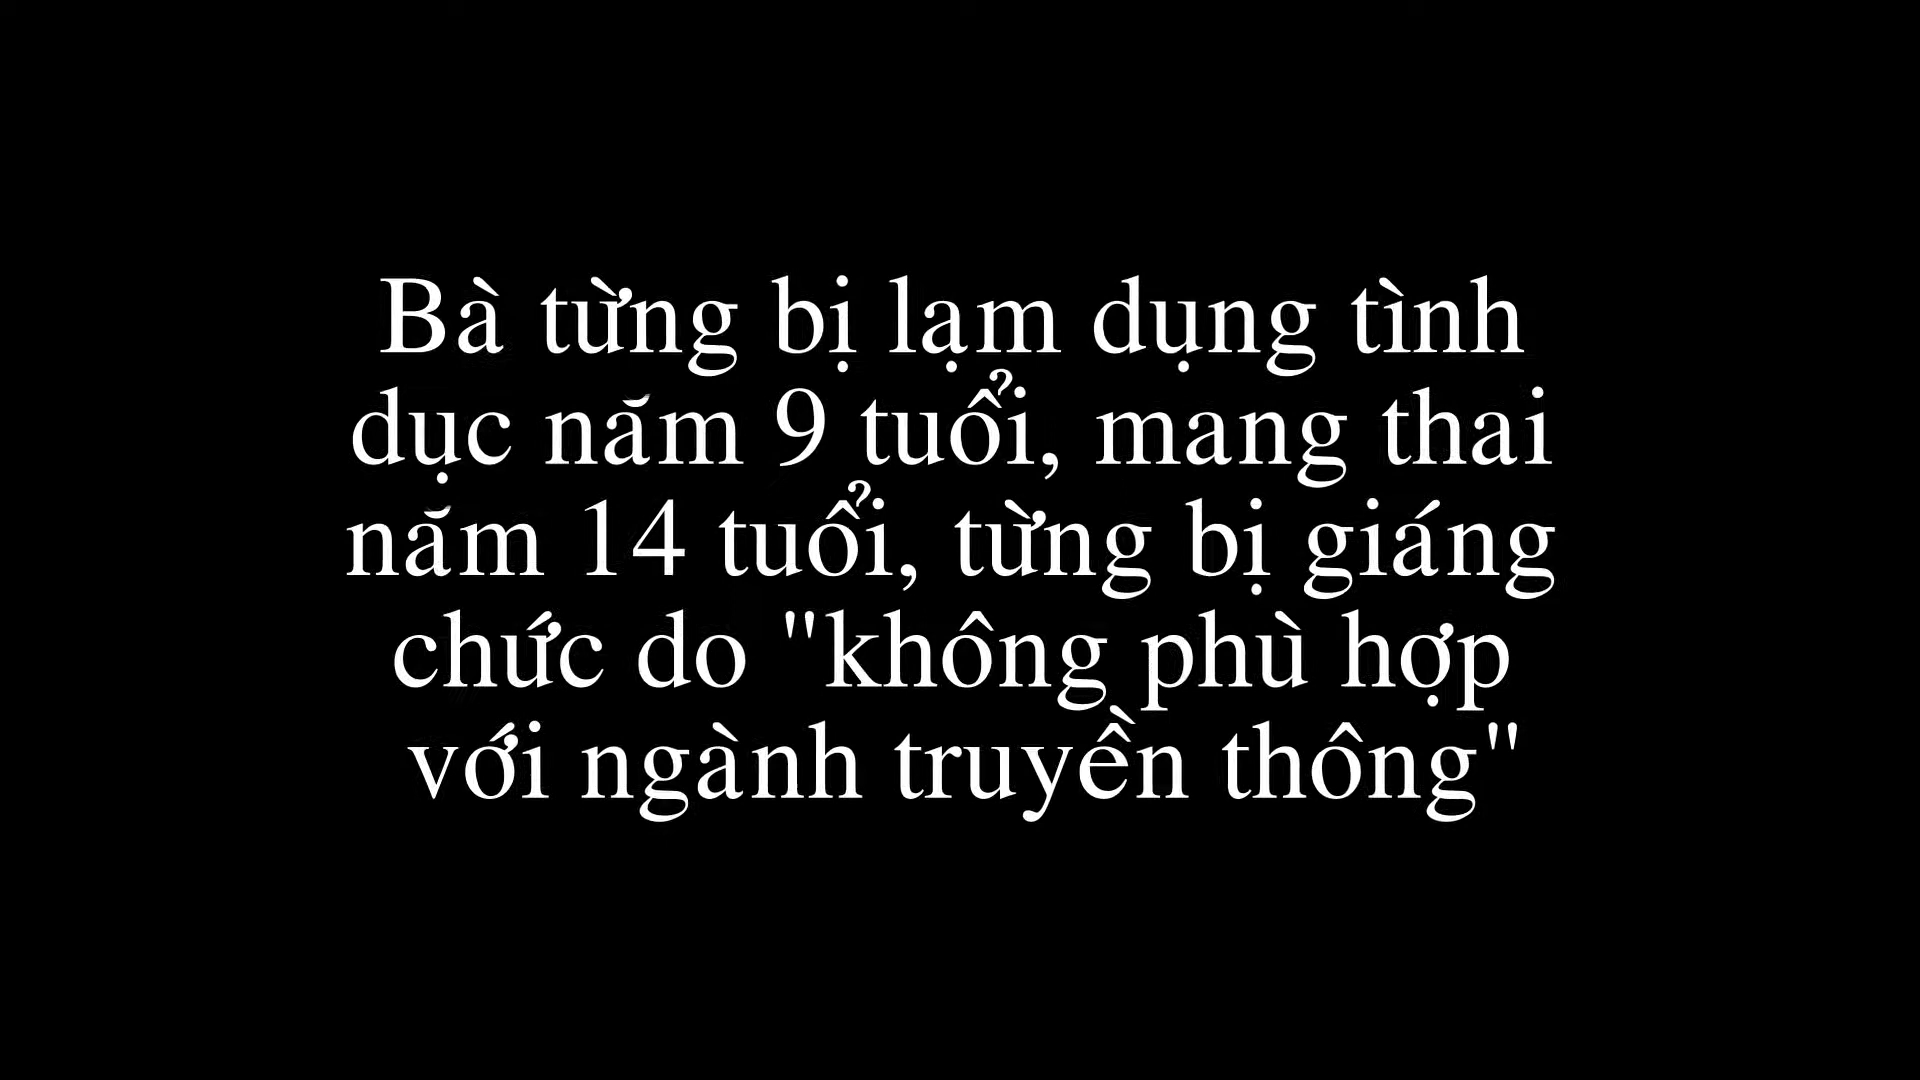 Bà từng bị lạm dụng tình
dục năm 9 tuổi, mang thai
năm 14 tuổi, từng bị giáng
chức do "không phù hợp
với ngành truyền thông"